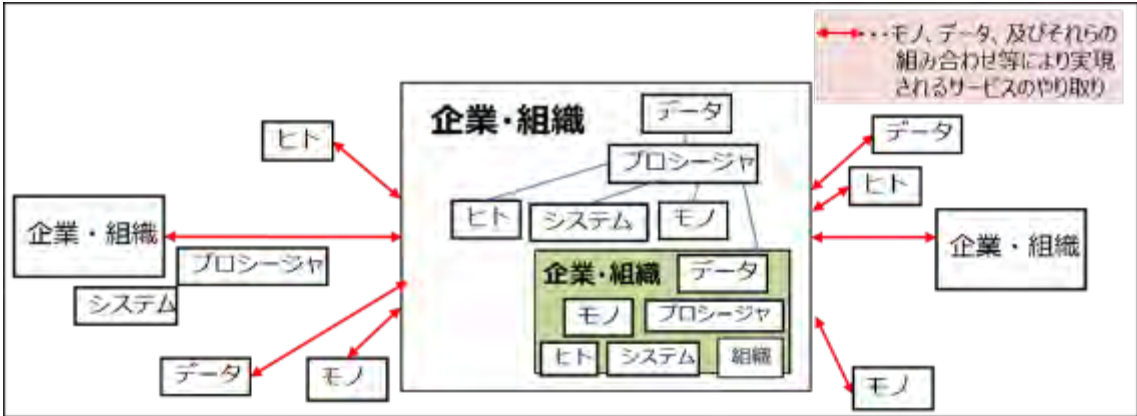 ・・・モノ、データ、及びそれらの
組み合わせ等により実現
されるサービスのやり取り
企業・組織
データ
プロシージャ
ヒト
システム
モノ
企業・組織
データ
モノ
プロシージャ
ヒト
システム
組織
ヒト
企業・組織
プロシージャ
システム
データ
モノ
データ
ヒト
企業・組織
モノ